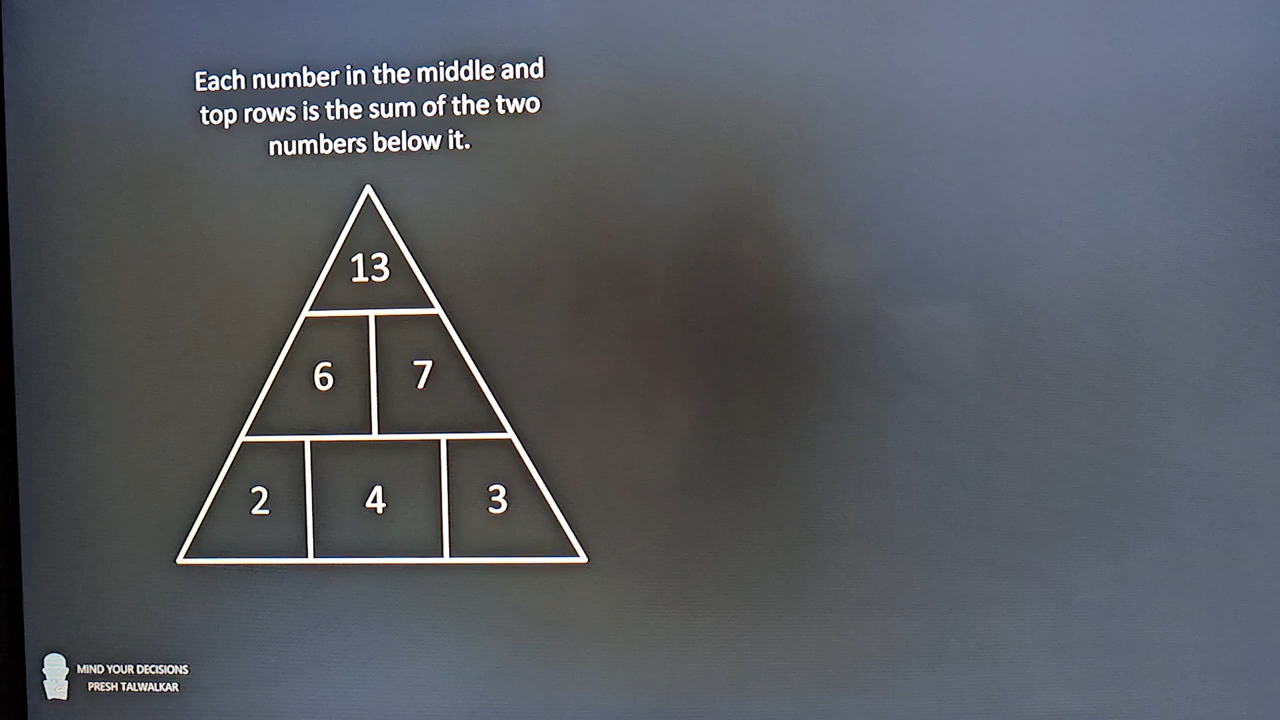 Each number in the middle and
top rows is the sum of the two
numbers below it.
13
6 7
2 4 3
MIND YOUR DECISIONS
PRESH TALWALKAR